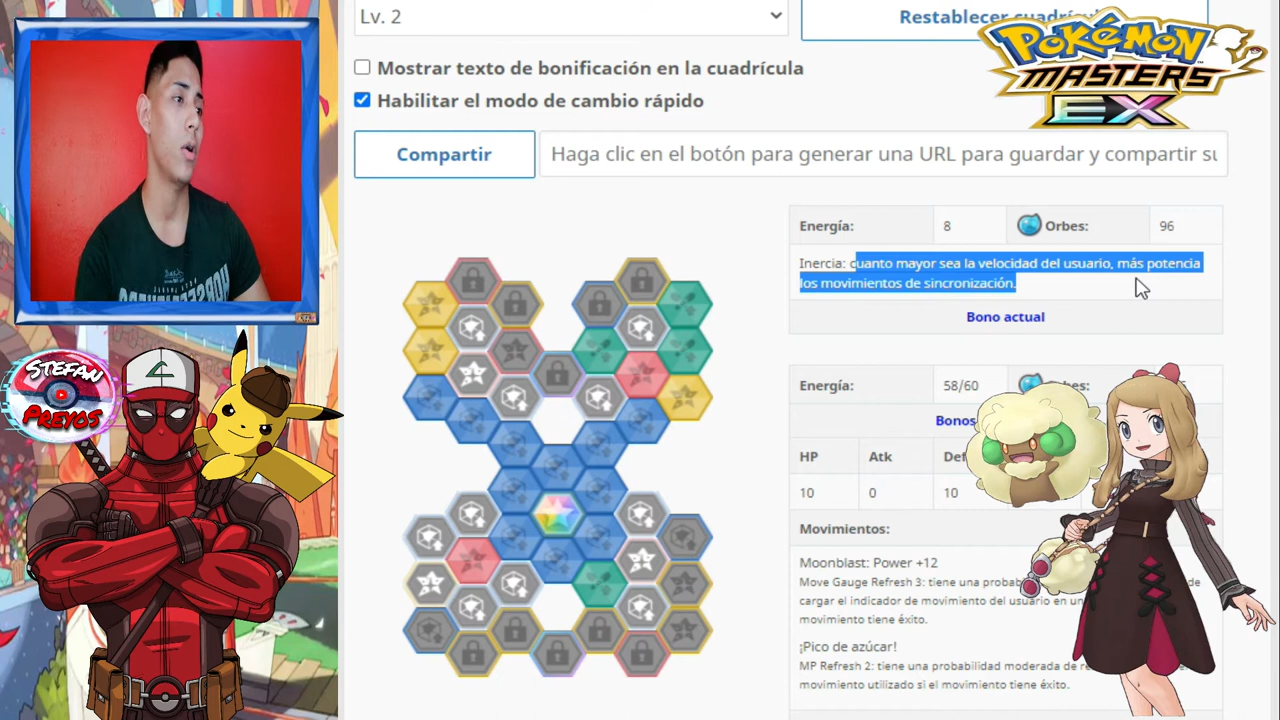 Lv. 2
Restablecer
POKéMON
MASTERS
EX
Mostrar texto de bonificación en la cuadrícula
Habilitar el modo de cambio rápido
Compartir
Haga clic en el botón para generar una URL para guardar y compartir su
Energía:
8
Orbes:
96
Inercia: cuanto mayor sea la velocidad del usuario, más potencia
los movimientos de sincronización.
Bono actual
STEFAN
PREYOS
Energía:
58/60
Bonos
HP
Atk
Def
10
0
10
Movimientos:
Moonblast: Power +12
Move Gauge Refresh 3: tiene una de
cargar el indicador de movimiento del usuario en un
movimiento tiene éxito.
¡Pico de azúcar!
MP Refresh 2: tiene una probabilidad moderada de
movimiento utilizado si el movimiento tiene éxito.